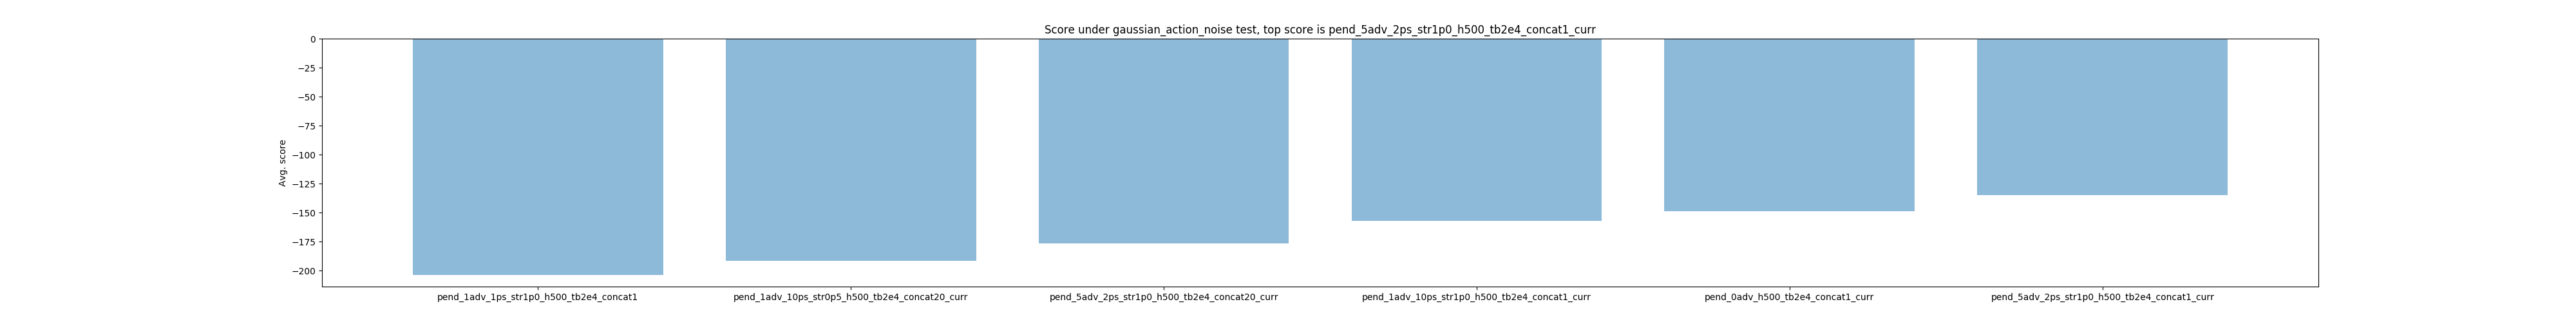 Score under gaussian_action_noise test, top score is pend_5adv_2ps_str1p0_h500_tb2e4_concat1_curr
Avg. score
0
−25
−50
−75
−100
−125
−150
−175
−200
pend_1adv_1ps_str1p0_h500_tb2e4_concat1
pend_1adv_10ps_str0p5_h500_tb2e4_concat20_curr
pend_5adv_2ps_str1p0_h500_tb2e4_concat20_curr
pend_1adv_10ps_str1p0_h500_tb2e4_concat1_curr
pend_0adv_h500_tb2e4_concat1_curr
pend_5adv_2ps_str1p0_h500_tb2e4_concat1_curr